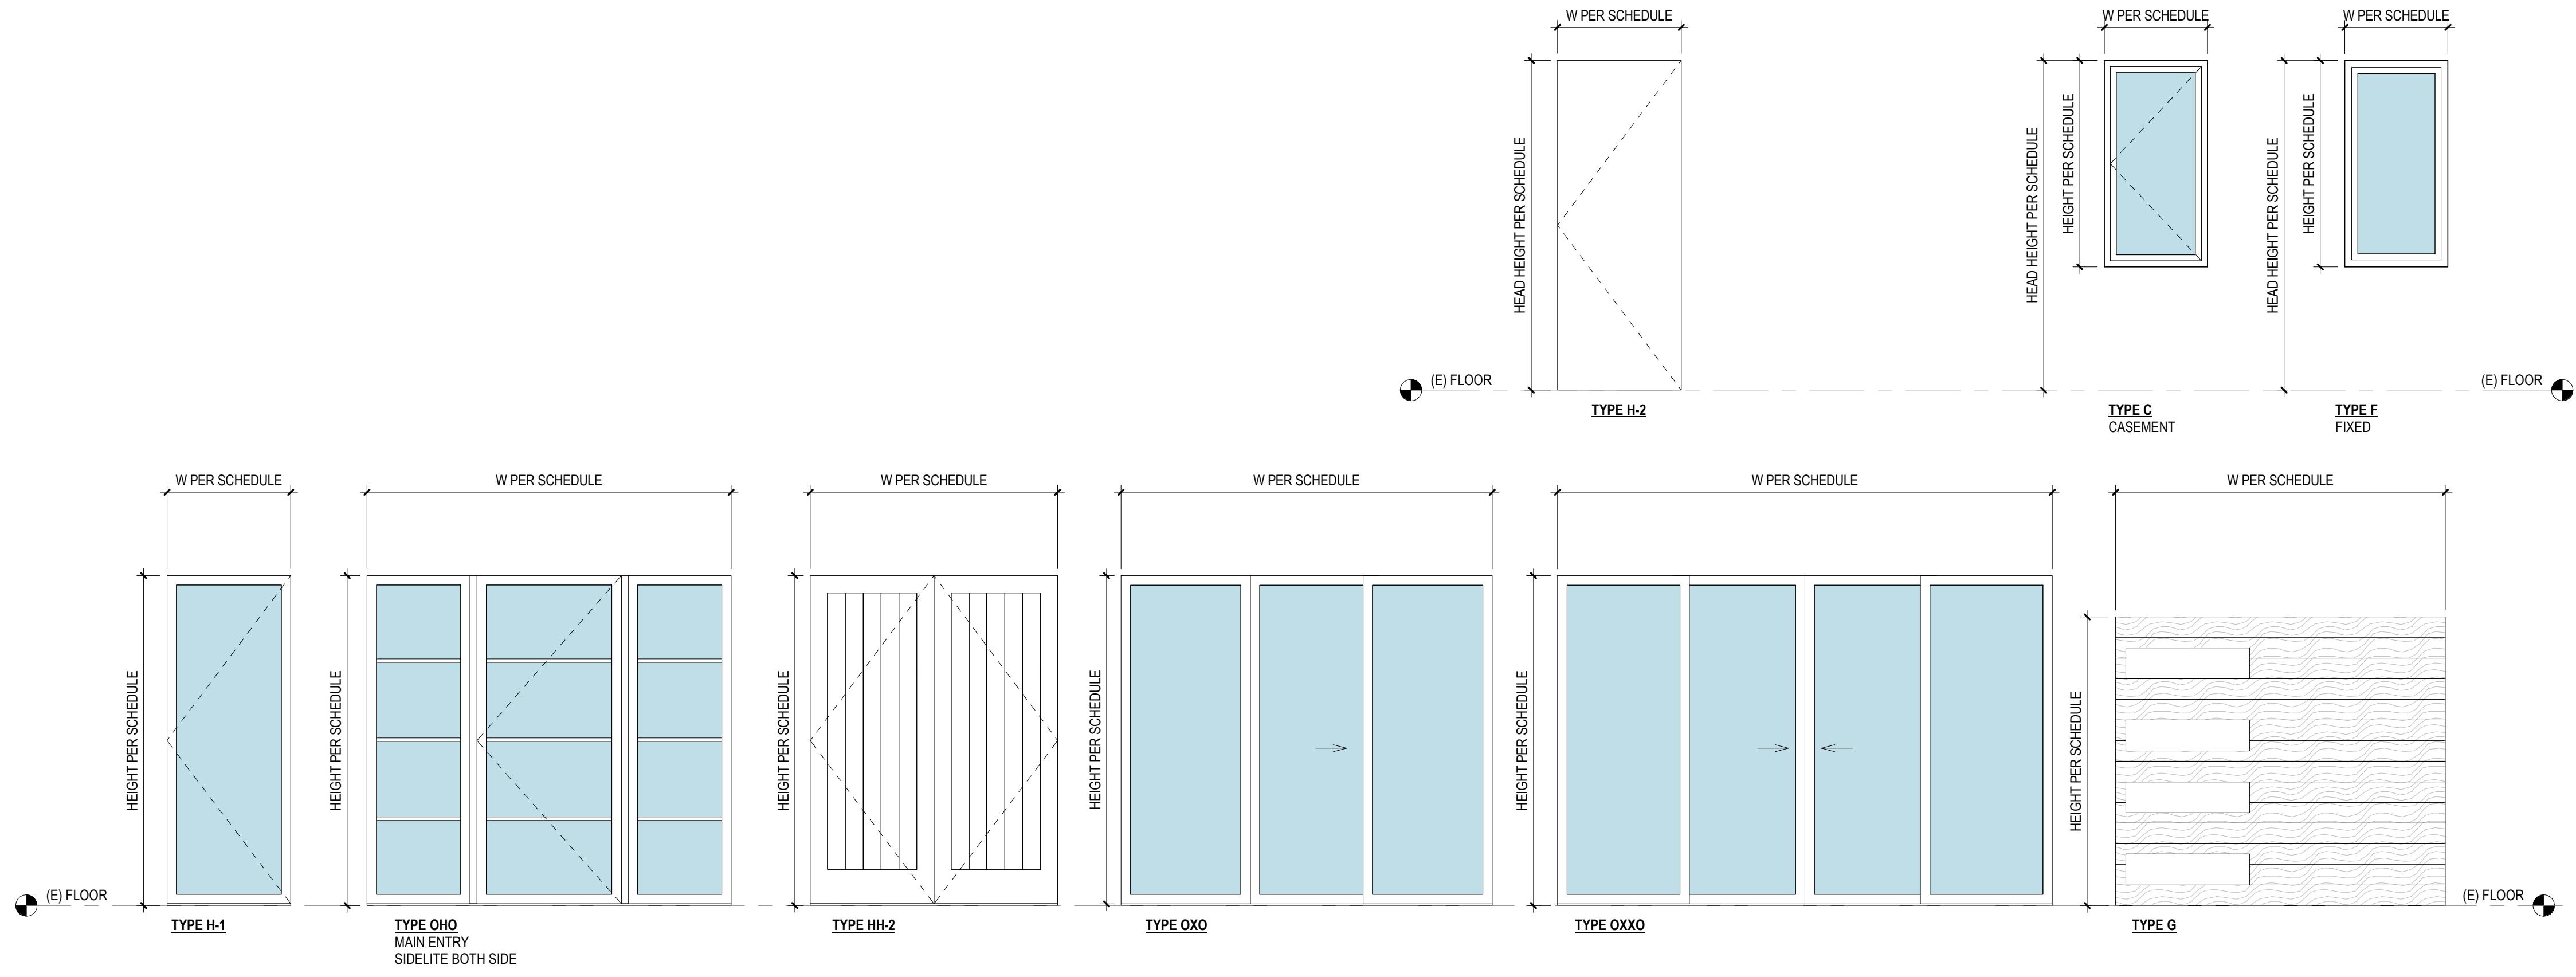 W PER SCHEDULE
W PER SCHEDULE
W PER SCHEDULE
HEAD HEIGHT PER SCHEDULE
HEAD HEIGHT PER SCHEDULE
HEIGHT PER SCHEDULE
HEAD HEIGHT PER SCHEDULE
HEIGHT PER SCHEDULE
(E) FLOOR
(E) FLOOR
TYPE H-2
TYPE C
CASEMENT
TYPE F
FIXED
W PER SCHEDULE
W PER SCHEDULE
W PER SCHEDULE
W PER SCHEDULE
W PER SCHEDULE
W PER SCHEDULE
HEIGHT PER SCHEDULE
HEIGHT PER SCHEDULE
HEIGHT PER SCHEDULE
HEIGHT PER SCHEDULE
HEIGHT PER SCHEDULE
HEIGHT PER SCHEDULE
(E) FLOOR
(E) FLOOR
TYPE H-1
TYPE OHO
MAIN ENTRY
SIDELITE BOTH SIDE
TYPE HH-2
TYPE OXO
TYPE OXXO
TYPE G